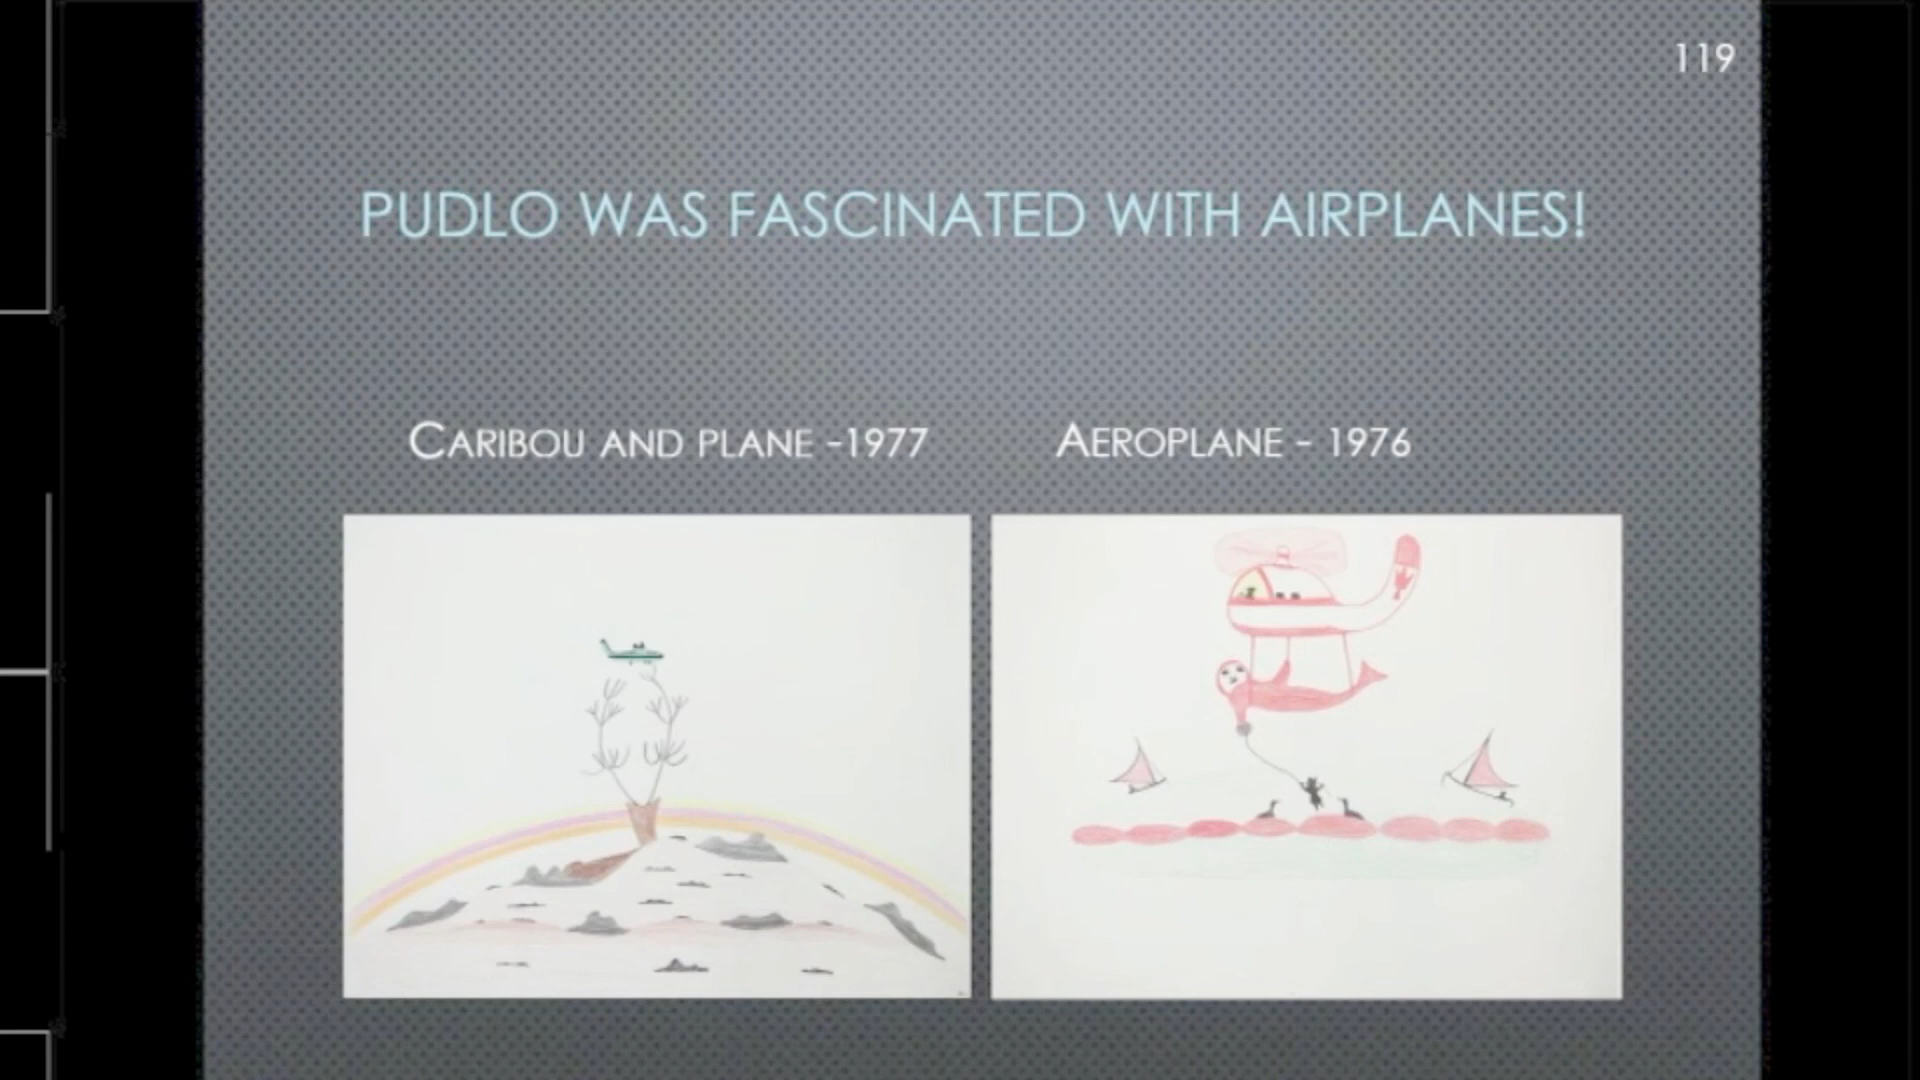 119
PUDLO WAS FASCINATED WITH AIRPLANES!
CARIBOU AND PLANE -1977
AEROPLANE - 1976